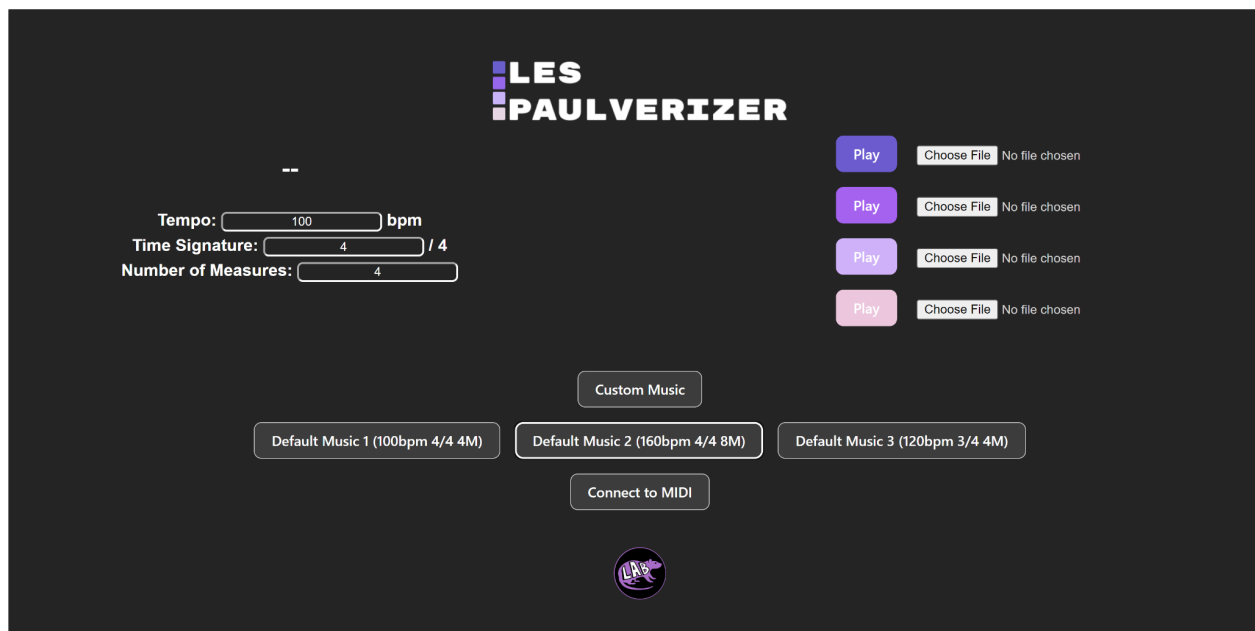 LES
PAULVERIZER
--
Tempo: 100 bpm
Time Signature: 4 / 4
Number of Measures: 4
Play Choose File No file chosen
Play Choose File No file chosen
Play Choose File No file chosen
Play Choose File No file chosen
Custom Music
Default Music 1 (100bpm 4/4 4M) Default Music 2 (160bpm 4/4 8M) Default Music 3 (120bpm 3/4 4M)
Connect to MIDI
LAB